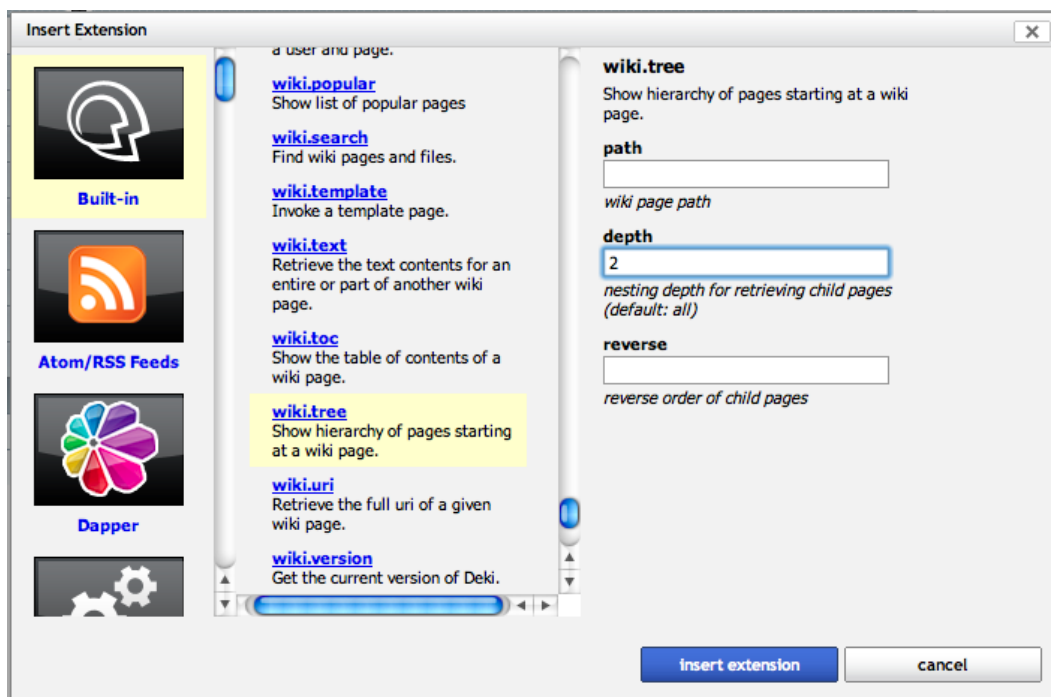 Insert Extension
Built-in
Atom/RSS Feeds
Dapper
a user and page.
wiki.popular
Show list of popular pages
wiki.search
Find wiki pages and files.
wiki.template
Invoke a template page.
wiki.text
Retrieve the text contents for an
entire or part of another wiki
page.
wiki.toc
Show the table of contents of a
wiki page.
wiki.tree
Show hierarchy of pages starting
at a wiki page.
wiki.uri
Retrieve the full uri of a given
wiki page.
wiki.version
Get the current version of Deki.
wiki.tree
Show hierarchy of pages starting at a wiki
page.
path
wiki page path
depth
2
nesting depth for retrieving child pages
(default: all)
reverse
reverse order of child pages
insert extension
cancel